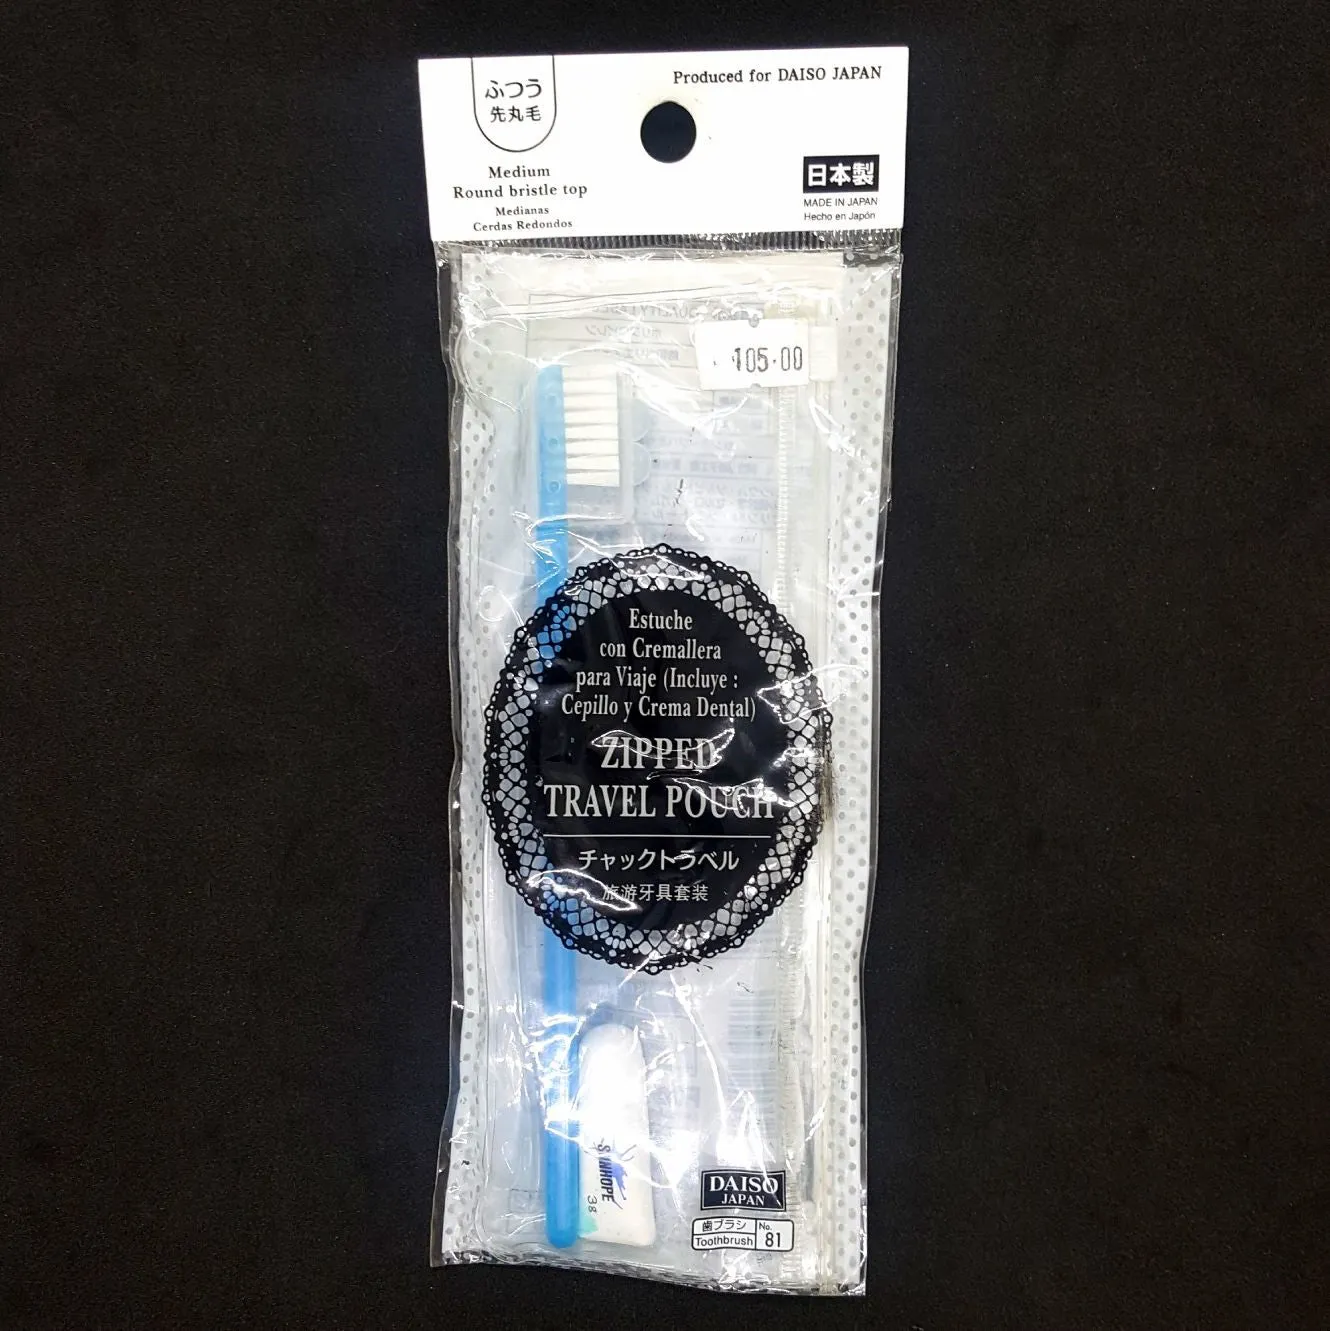 ふつう
先丸毛
Medium
Round bristle top
Medianas
Cerdas Redondos
Produced for DAISO JAPAN
日本製
MADE IN JAPAN
Hecho en Japón
105.00
Estuche
con Cremallera
para Viaje (Incluye :
Cepillo y Crema Dental)
ZIPPED
TRAVEL POUCH
チャックトラベル
旅游牙具套装
SUNHOPE
3g
DAISO
JAPAN
歯ブラシ
Toothbrush
No.
81